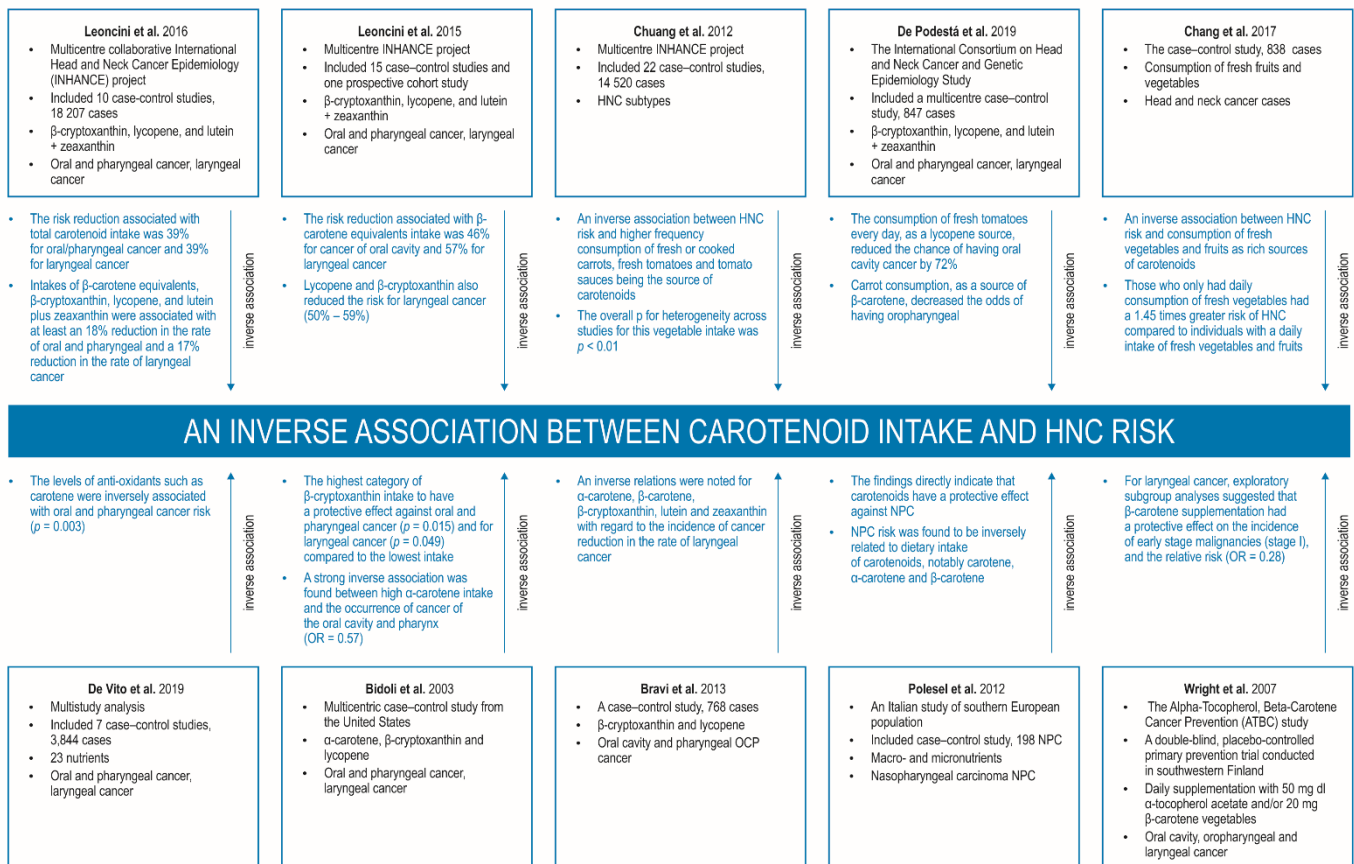 Leoncini et al. 2016
• Multicentre collaborative International
Head and Neck Cancer Epidemiology
(INHANCE) project
• Included 10 case-control studies,
18 207 cases
• β-cryptoxanthin, lycopene, and lutein
+ zeaxanthin
• Oral and pharyngeal cancer, laryngeal
cancer
Leoncini et al. 2015
• Multicentre INHANCE project
• Included 15 case–control studies and
one prospective cohort study
• β-cryptoxanthin, lycopene, and lutein
+ zeaxanthin
• Oral and pharyngeal cancer, laryngeal
cancer
Chuang et al. 2012
• Multicentre INHANCE project
• Included 22 case–control studies,
14 520 cases
• HNC subtypes
De Podestá et al. 2019
• The International Consortium on Head
and Neck Cancer and Genetic
Epidemiology Study
• Included a multicentre case–control
study, 847 cases
• β-cryptoxanthin, lycopene, and lutein
+ zeaxanthin
• Oral and pharyngeal cancer, laryngeal
cancer
Chang et al. 2017
• The case–control study, 838 cases
• Consumption of fresh fruits and
vegetables
• Head and neck cancer cases
• The risk reduction associated with
total carotenoid intake was 39%
for oral/pharyngeal cancer and 39%
for laryngeal cancer
• Intakes of β-carotene equivalents,
β-cryptoxanthin, lycopene, and lutein
plus zeaxanthin were associated with
at least an 18% reduction in the rate
of oral and pharyngeal and a 17%
reduction in the rate of laryngeal
cancer
inverse association
• The risk reduction associated with β-
carotene equivalents intake was 46%
for cancer of oral cavity and 57% for
laryngeal cancer
• Lycopene and β-cryptoxanthin also
reduced the risk for laryngeal cancer
(50% – 59%)
inverse association
• An inverse association between HNC
risk and higher frequency
consumption of fresh or cooked
carrots, fresh tomatoes and tomato
sauces being the source of
carotenoids
• The overall p for heterogeneity across
studies for this vegetable intake was
p < 0.01
inverse association
• The consumption of fresh tomatoes
every day, as a lycopene source,
reduced the chance of having oral
cavity cancer by 72%
• Carrot consumption, as a source of
β-carotene, decreased the odds of
having oropharyngeal
inverse association
• An inverse association between HNC
risk and consumption of fresh
vegetables and fruits as rich sources
of carotenoids
• Those who only had daily
consumption of fresh vegetables had
a 1.45 times greater risk of HNC
compared to individuals with a daily
intake of fresh vegetables and fruits
inverse association
AN INVERSE ASSOCIATION BETWEEN CAROTENOID INTAKE AND HNC RISK
• The levels of anti-oxidants such as
carotene were inversely associated
with oral and pharyngeal cancer risk
(p = 0.003)
inverse association
• The highest category of
β-cryptoxanthin intake to have
a protective effect against oral and
pharyngeal cancer (p = 0.015) and for
laryngeal cancer (p = 0.049)
compared to the lowest intake
• A strong inverse association was
found between high α-carotene intake
and the occurrence of cancer of
the oral cavity and pharynx
(OR = 0.57)
inverse association
• An inverse relations were noted for
α-carotene, β-carotene,
β-cryptoxanthin, lutein and zeaxanthin
with regard to the incidence of cancer
reduction in the rate of laryngeal
cancer
inverse association
• The findings directly indicate that
carotenoids have a protective effect
against NPC
• NPC risk was found to be inversely
related to dietary intake
of carotenoids, notably carotene,
α-carotene and β-carotene
inverse association
• For laryngeal cancer, exploratory
subgroup analyses suggested that
β-carotene supplementation had
a protective effect on the incidence
of early stage malignancies (stage I),
and the relative risk (OR = 0.28)
inverse association
De Vito et al. 2019
• Multistudy analysis
• Included 7 case–control studies,
3,844 cases
• 23 nutrients
• Oral and pharyngeal cancer,
laryngeal cancer
Bidoli et al. 2003
• Multicentric case–control study from
the United States
• α-carotene, β-cryptoxanthin and
lycopene
• Oral and pharyngeal cancer,
laryngeal cancer
Bravi et al. 2013
• A case–control study, 768 cases
• β-cryptoxanthin and lycopene
• Oral cavity and pharyngeal OCP
cancer
Polesel et al. 2012
• An Italian study of southern European
population
• Included case–control study, 198 NPC
• Macro- and micronutrients
• Nasopharyngeal carcinoma NPC
Wright et al. 2007
• The Alpha-Tocopherol, Beta-Carotene
Cancer Prevention (ATBC) study
• A double-blind, placebo-controlled
primary prevention trial conducted
in southwestern Finland
• Daily supplementation with 50 mg dl
α-tocopherol acetate and/or 20 mg
β-carotene vegetables
• Oral cavity, oropharyngeal and
laryngeal cancer